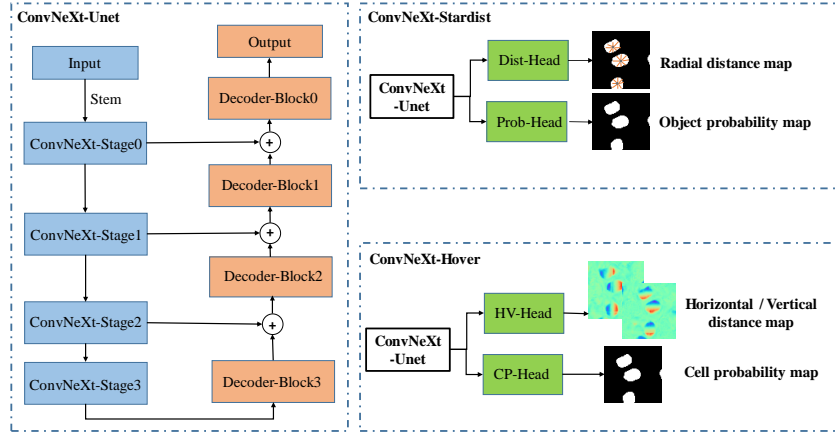 ConvNeXt-Unet
Input
Stem
ConvNeXt-Stage0
ConvNeXt-Stage1
ConvNeXt-Stage2
ConvNeXt-Stage3
Output
Decoder-Block0
+
Decoder-Block1
+
Decoder-Block2
+
Decoder-Block3
ConvNeXt-Stardist
ConvNeXt
-Unet
Dist-Head
Radial distance map
Prob-Head
Object probability map
ConvNeXt-Hover
ConvNeXt
-Unet
HV-Head
Horizontal / Vertical
distance map
CP-Head
Cell probability map